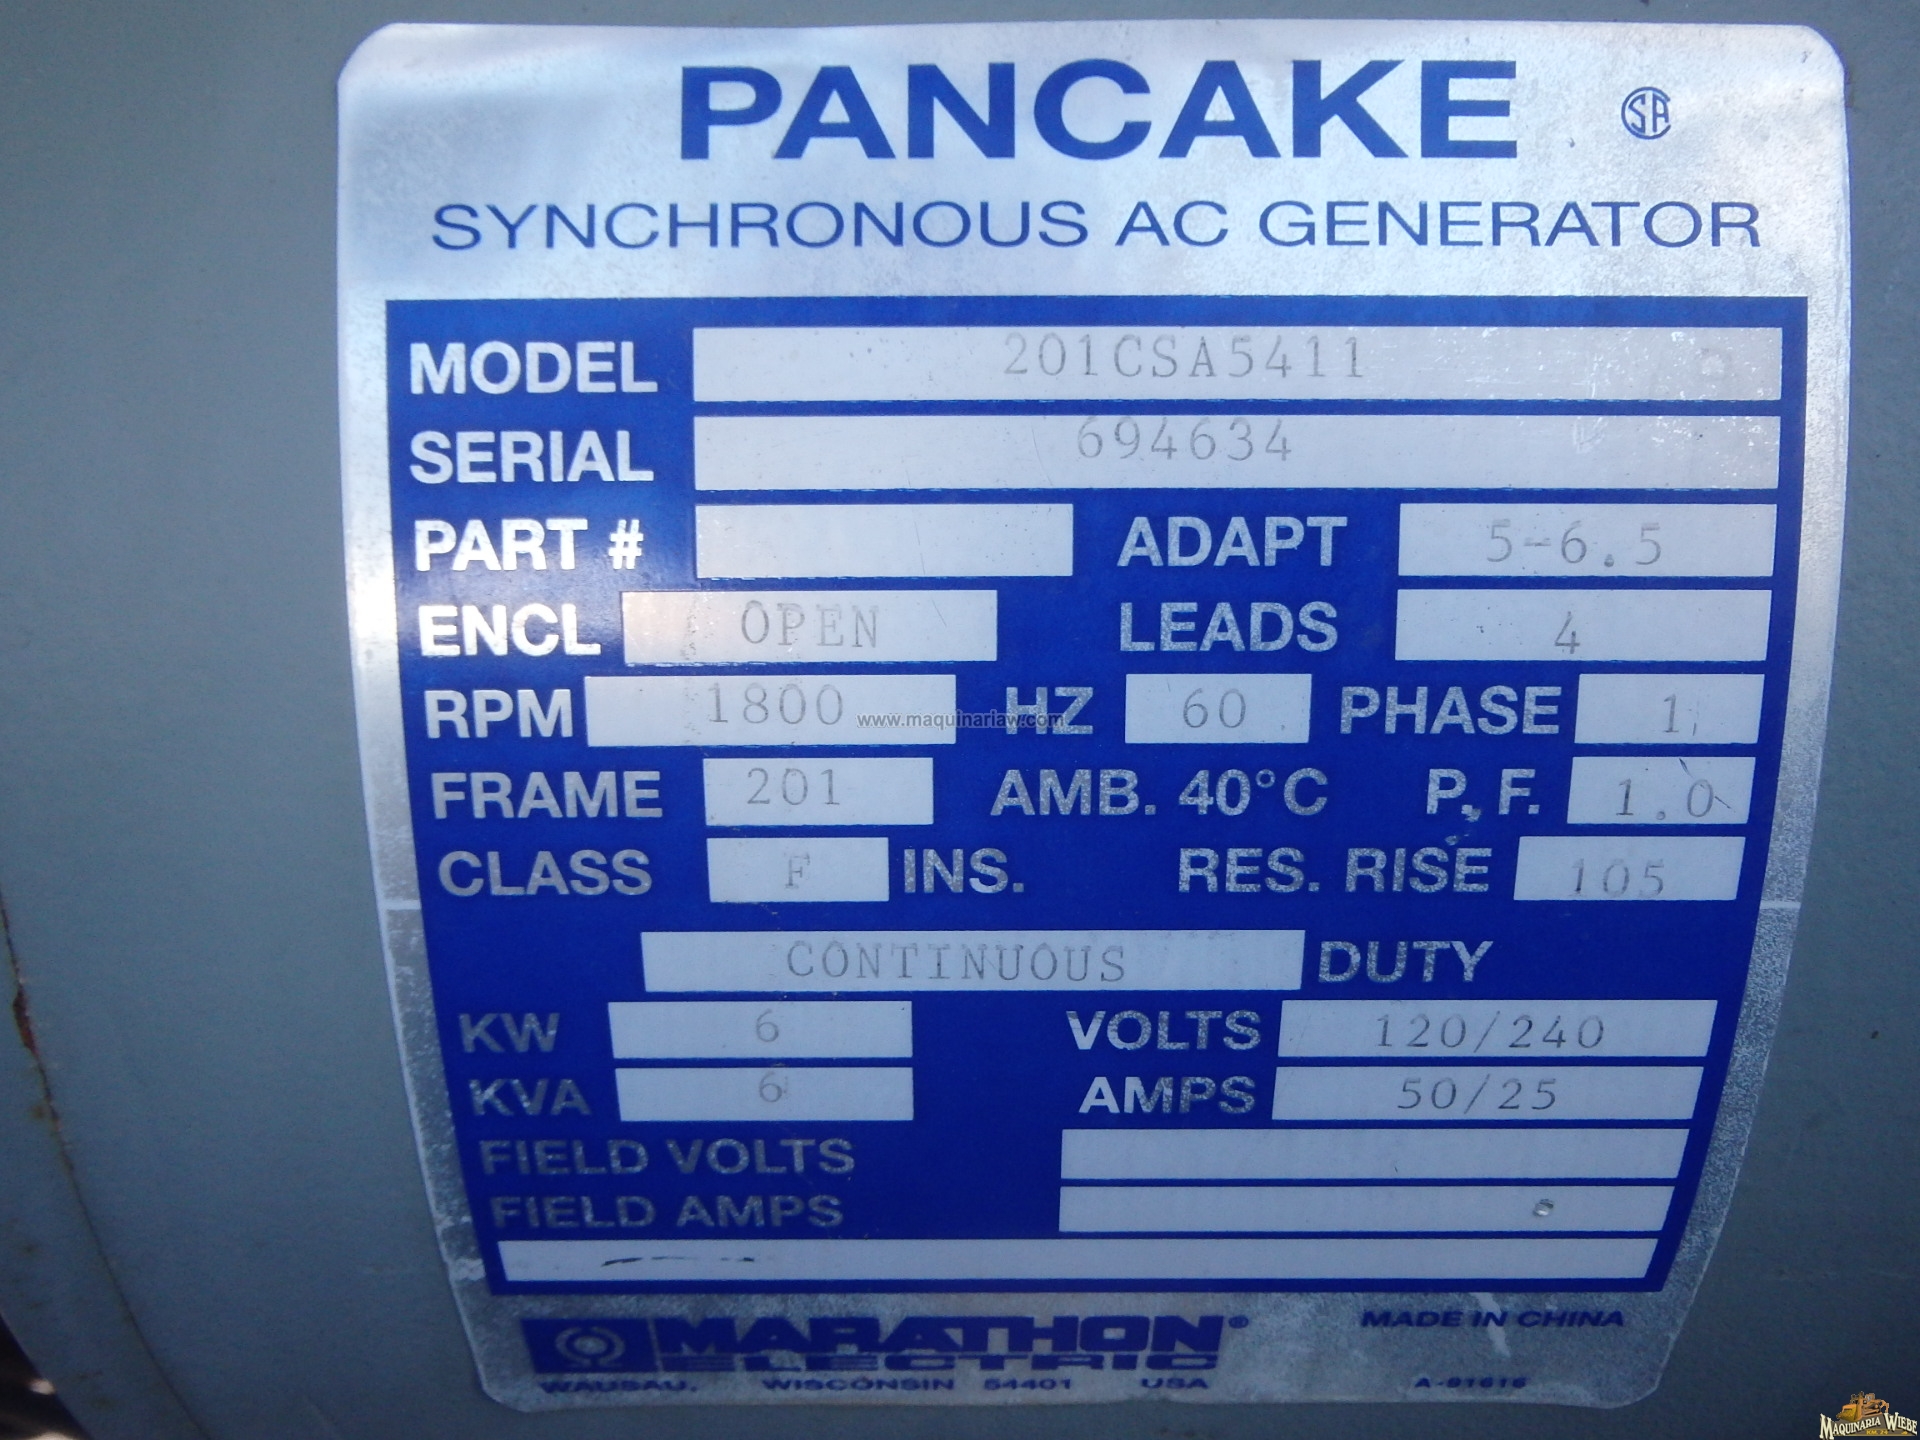 PANCAKE
SA
SYNCHRONOUS AC GENERATOR
MODEL 201CSA5411
SERIAL 694634
PART # ADAPT 5-6.5
ENCL OPEN LEADS 4
RPM 1800 HZ 60 PHASE 1
www.maquinariaw.com
FRAME 201 AMB. 40°C P.F. 1.0
CLASS F INS. RES. RISE 105
CONTINUOUS DUTY
KW 6 VOLTS 120/240
KVA 6 AMPS 50/25
FIELD VOLTS
FIELD AMPS
MARATHON® MADE IN CHINA
ELECTRIC
WAUSAU, WISCONSIN 54401 USA A-91616
MAQUINARIA WIEBE
KM. 24